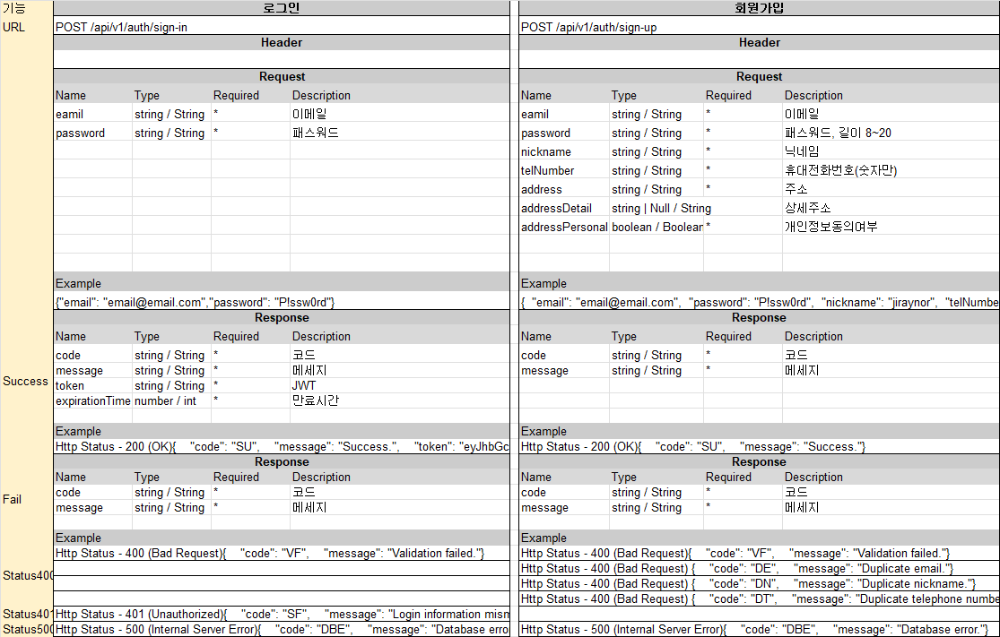 기능 로그인 회원가입
URL POST /api/v1/auth/sign-in POST /api/v1/auth/sign-up
Header Header
Request Request
Name Type Required Description Name Type Required Description
eamil string / String * 이메일 eamil string / String * 이메일
password string / String * 패스워드 password string / String * 패스워드, 길이 8~20
nickname string / String * 닉네임
telNumber string / String * 휴대전화번호(숫자만)
address string / String * 주소
addressDetail string | Null / String 상세주소
addressPersonal boolean / Boolean * 개인정보동의여부
Example Example
{"email": "email@email.com","password": "P!ssw0rd"} { "email": "email@email.com", "password": "P!ssw0rd", "nickname": "jiraynor", "telNumbe
Response Response
Name Type Required Description Name Type Required Description
code string / String * 코드 code string / String * 코드
message string / String * 메세지 message string / String * 메세지
Success token string / String * JWT
expirationTime number / int * 만료시간
Example Example
Http Status - 200 (OK){ "code": "SU", "message": "Success.", "token": "eyJhbGc Http Status - 200 (OK){ "code": "SU", "message": "Success."}
Response Response
Name Type Required Description Name Type Required Description
code string / String * 코드 code string / String * 코드
Fail message string / String * 메세지 message string / String * 메세지
Example Example
Http Status - 400 (Bad Request){ "code": "VF", "message": "Validation failed."} Http Status - 400 (Bad Request){ "code": "VF", "message": "Validation failed."}
Status400 Http Status - 400 (Bad Request) { "code": "DE", "message": "Duplicate email."}
Http Status - 400 (Bad Request) { "code": "DN", "message": "Duplicate nickname."}
Http Status - 400 (Bad Request) { "code": "DT", "message": "Duplicate telephone numbe
Status401 Http Status - 401 (Unauthorized){ "code": "SF", "message": "Login information mism
Status500 Http Status - 500 (Internal Server Error){ "code": "DBE", "message": "Database erro Http Status - 500 (Internal Server Error){ "code": "DBE", "message": "Database error."}